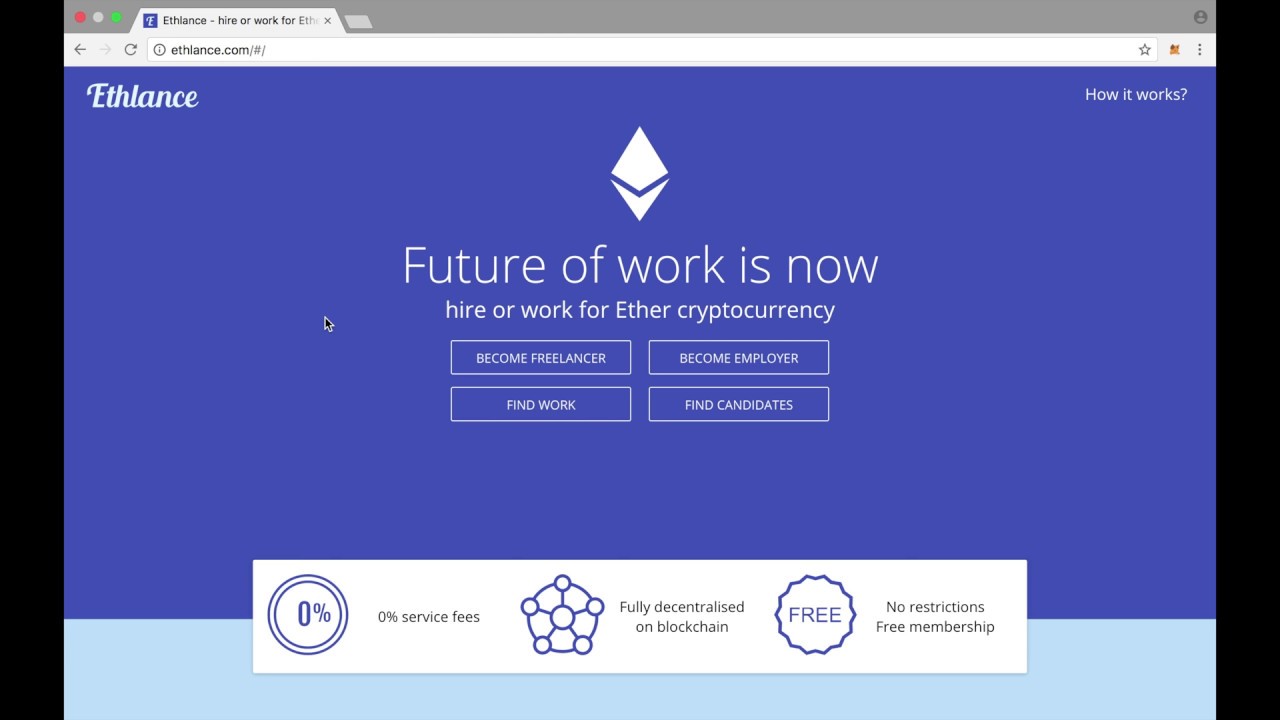 Ethlance - hire or work for Ethe
ethlance.com/#/
Ethlance
How it works?
Future of work is now
hire or work for Ether cryptocurrency
BECOME FREELANCER
BECOME EMPLOYER
FIND WORK
FIND CANDIDATES
0%
0% service fees
Fully decentralised
on blockchain
FREE
No restrictions
Free membership